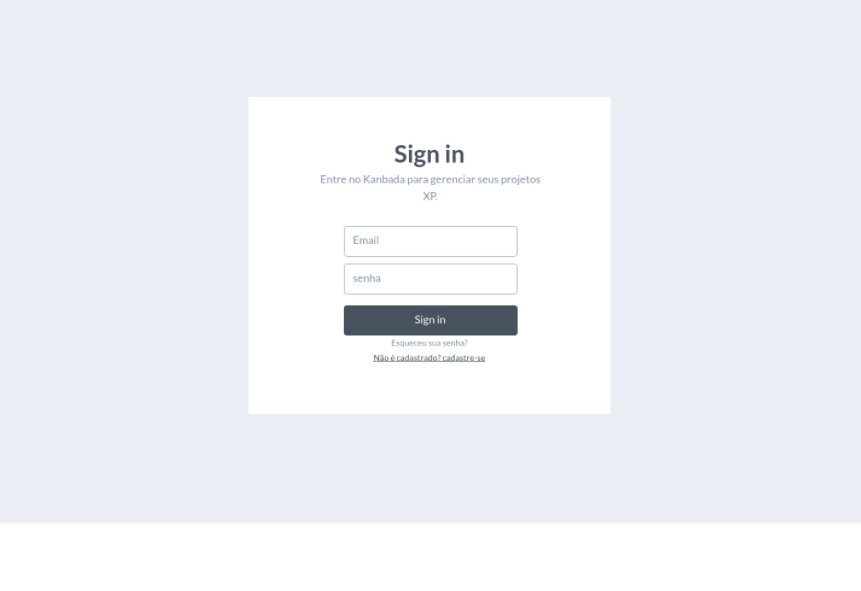 Sign in
Entre no Kanbada para gerenciar seus projetos
XP.
Email
senha
Sign in
Esqueceu sua senha?
Não é cadastrado? cadastre-se